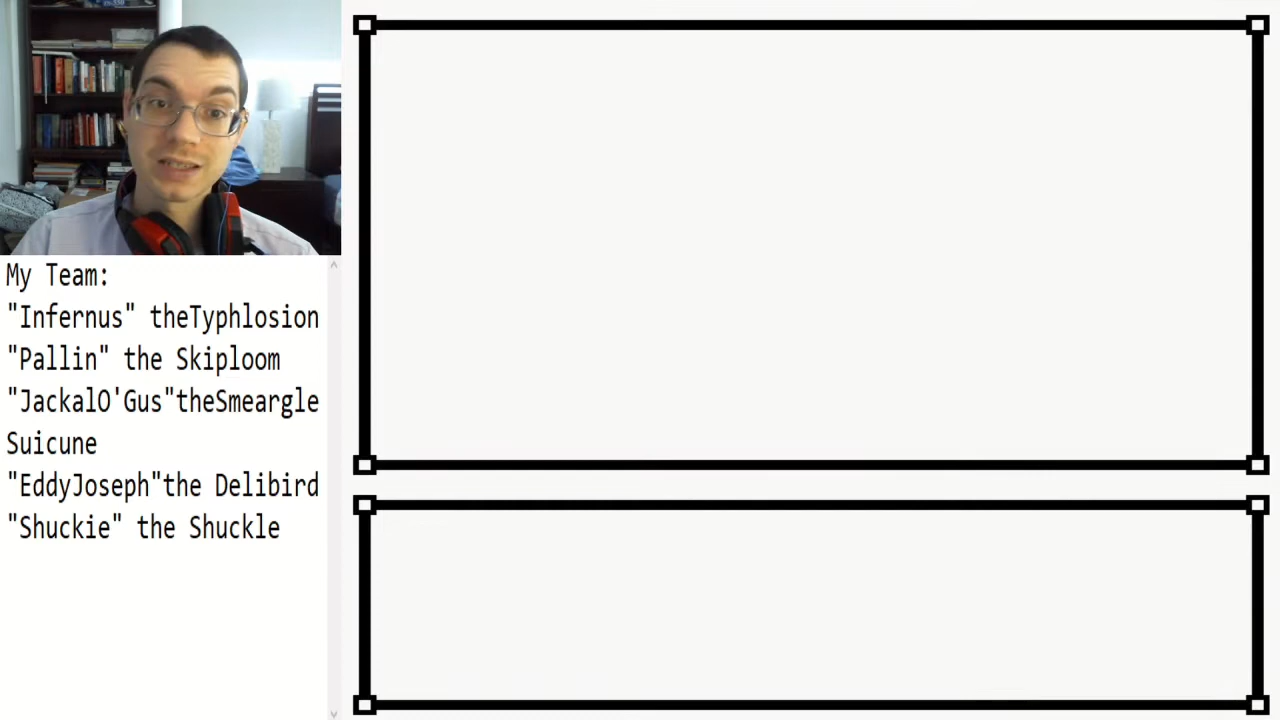 My Team:
"Infernus" theTyphlosion
"Pallin" the Skiploom
"JackalO'Gus"theSmeargle
Suicune
"EddyJoseph"the Delibird
"Shuckie" the Shuckle